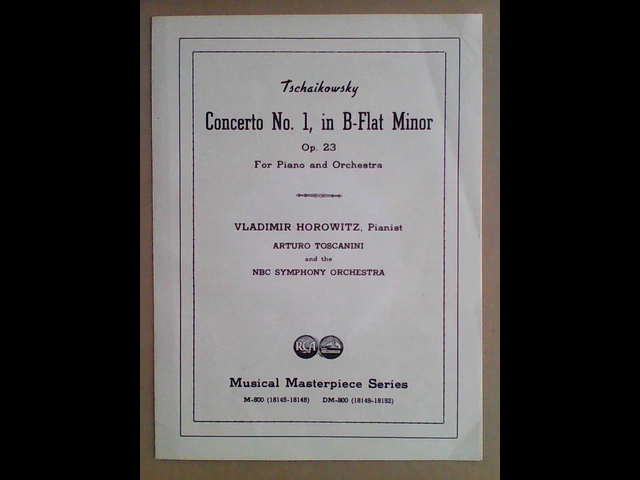 Tschaikowsky
Concerto No. 1, in B-Flat Minor
Op. 23
For Piano and Orchestra
VLADIMIR HOROWITZ, Pianist
ARTURO TOSCANINI
and the
NBC SYMPHONY ORCHESTRA
RCA
Musical Masterpiece Series
M-800 (18145-18148) DM-800 (18149-18152)